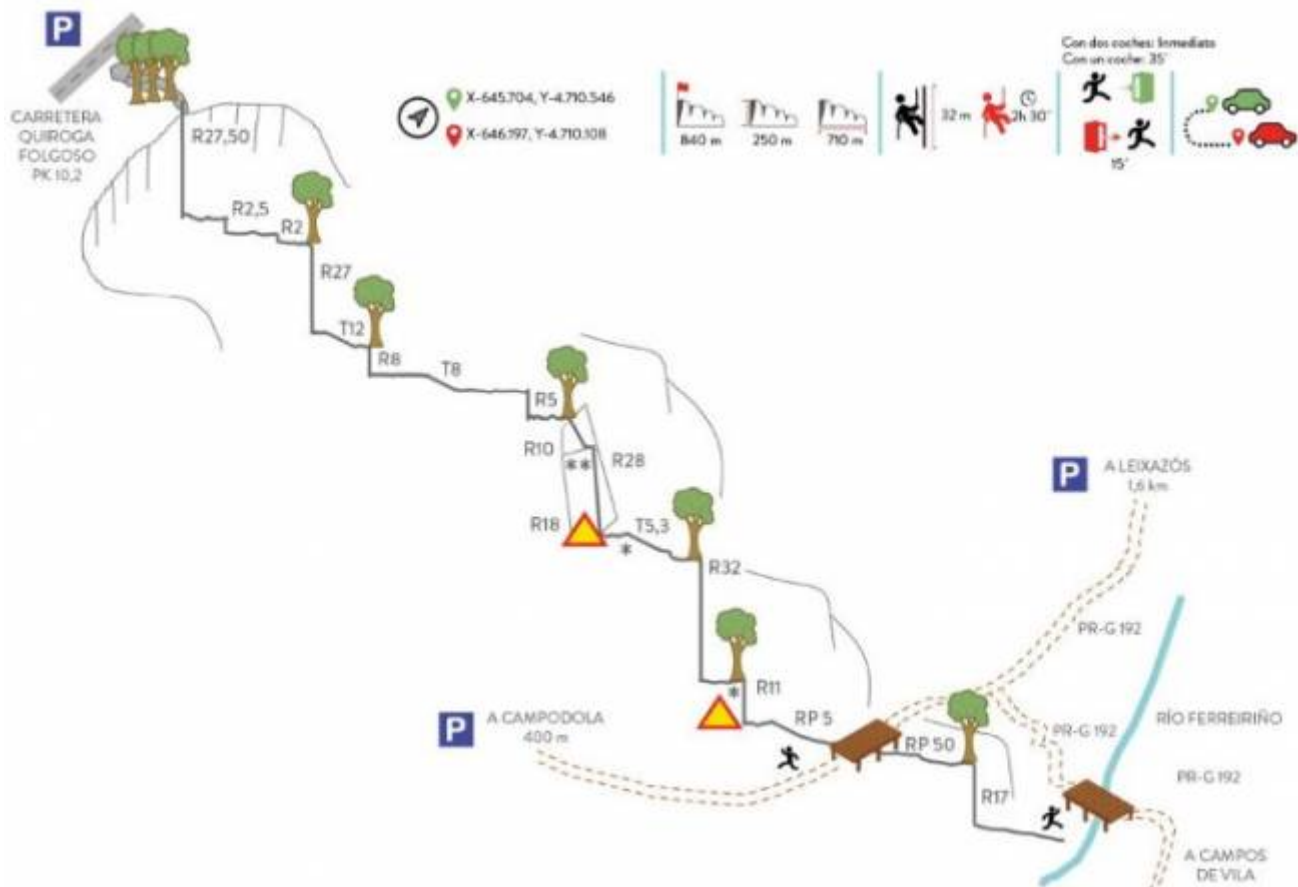 P
CARRETERA
QUIROGA
FOLGOSO
PK 10,2
X-645.704, Y-4.710.546
X-646.197, Y-4.710.108
840 m
250 m
710 m
32 m
2h 30´
Con dos coches: Inmediato
Con un coche: 35´
15´
R27,50
R2,5
R2
R27
T12
R8
T8
R5
R10
**
R28
R18
T5,3
*
R32
*
R11
RP 5
P
A LEIXAZÓS
1,6 km
PR-G 192
P
A CAMPODOLA
400 m
RP 50
PR-G 192
RÍO FERREIRIÑO
PR-G 192
R17
A CAMPOS
DE VILA